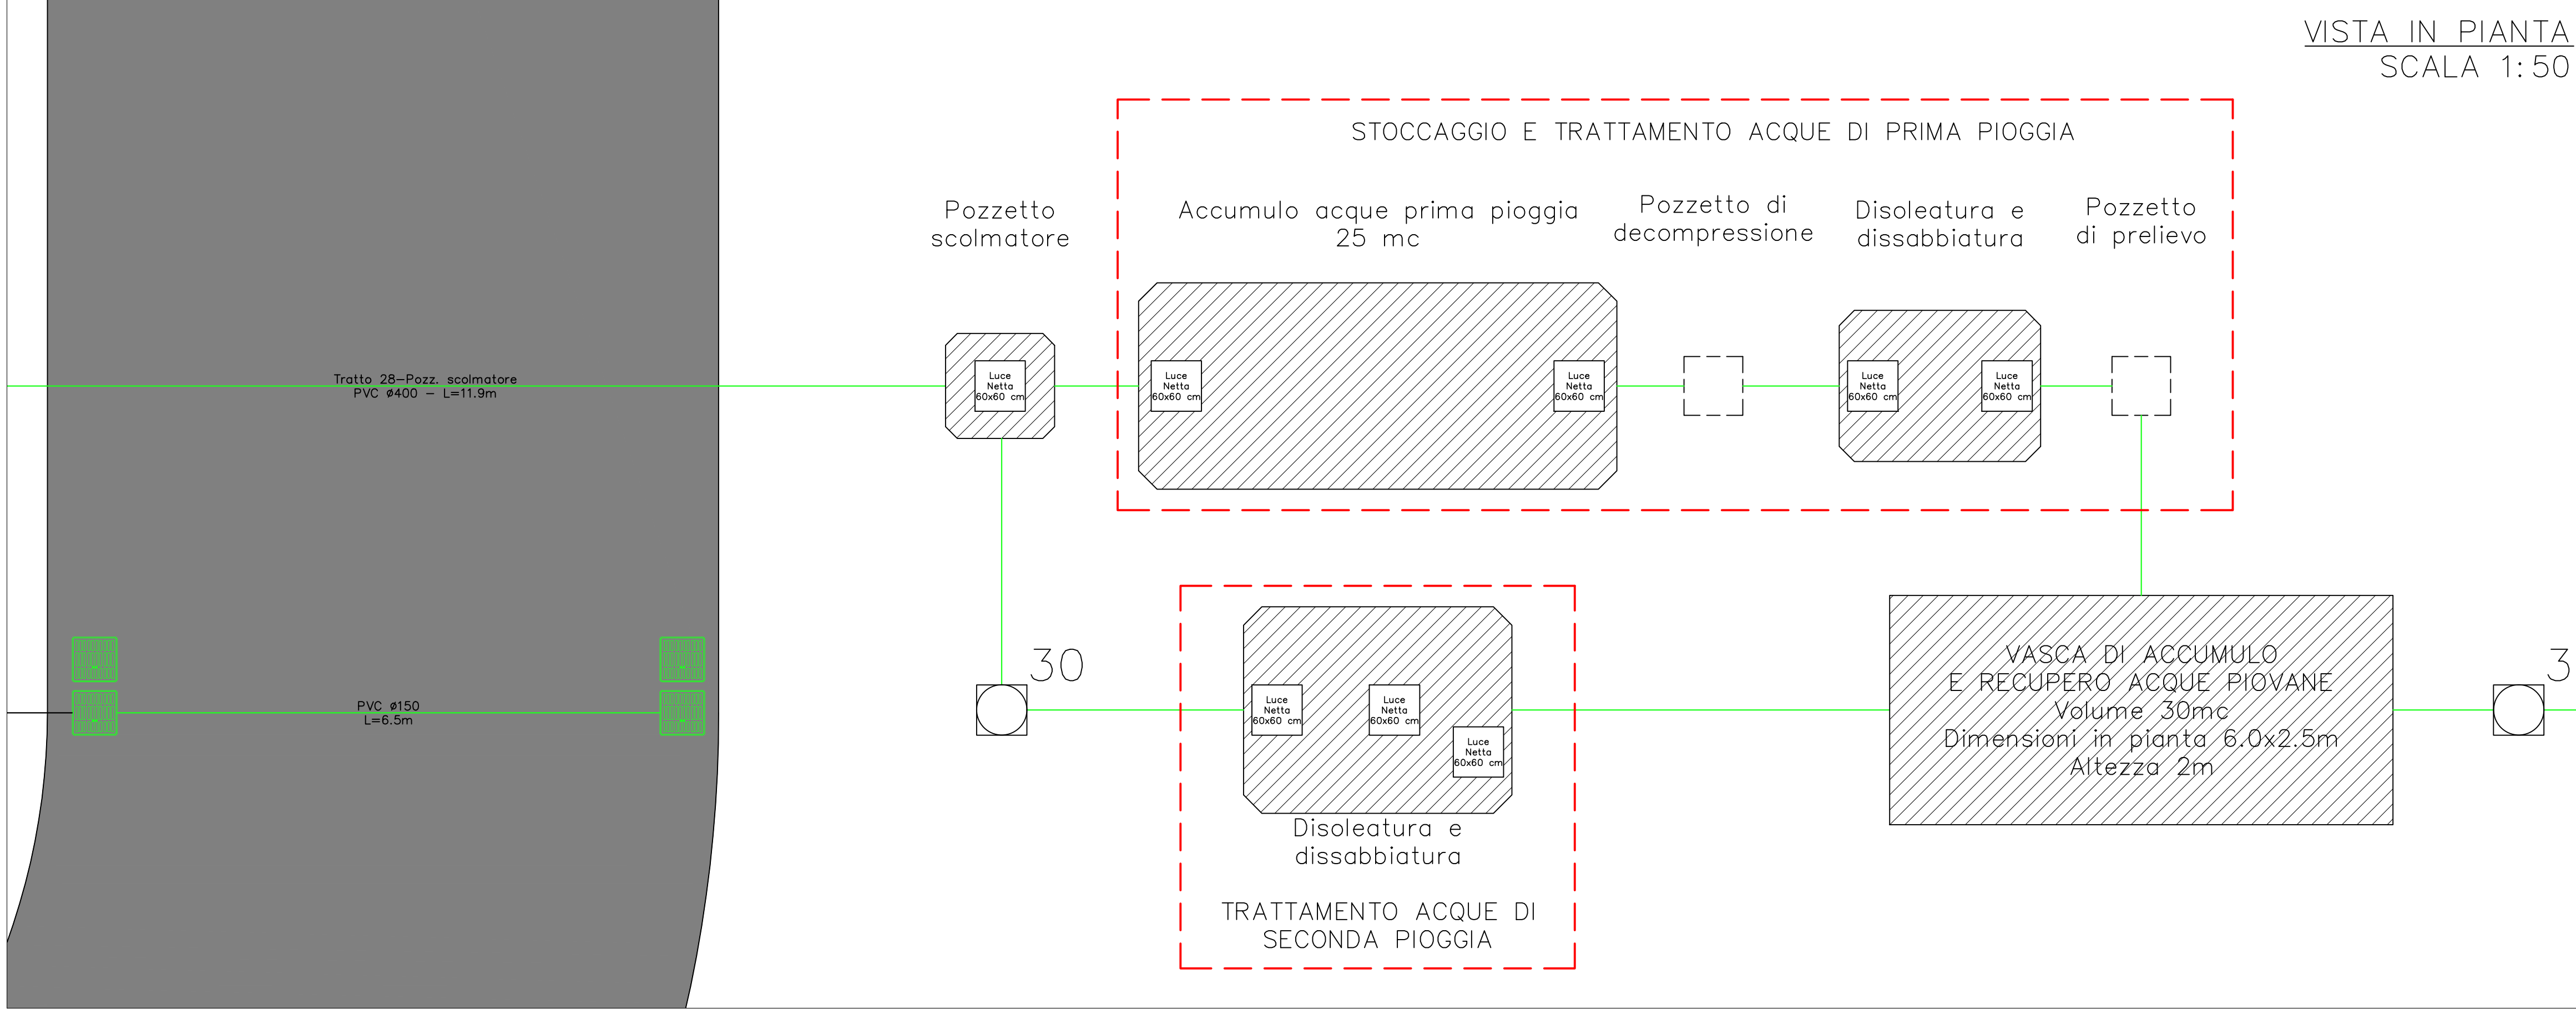 VISTA IN PIANTA
SCALA 1:50
STOCCAGGIO E TRATTAMENTO ACQUE DI PRIMA PIOGGIA
Pozzetto
scolmatore
Accumulo acque prima pioggia
25 mc
Pozzetto di
decompressione
Disoleatura e
dissabbiatura
Pozzetto
di prelievo
Tratto 28-Pozz. scolmatore
PVC ø400 - L=11.9m
Luce
Netta
60x60 cm
Luce
Netta
60x60 cm
Luce
Netta
60x60 cm
Luce
Netta
60x60 cm
Luce
Netta
60x60 cm
PVC ø150
L=6.5m
30
Luce
Netta
60x60 cm
Luce
Netta
60x60 cm
Luce
Netta
60x60 cm
Disoleatura e
dissabbiatura
TRATTAMENTO ACQUE DI
SECONDA PIOGGIA
VASCA DI ACCUMULO
E RECUPERO ACQUE PIOVANE
Volume 30mc
Dimensioni in pianta 6.0x2.5m
Altezza 2m
3